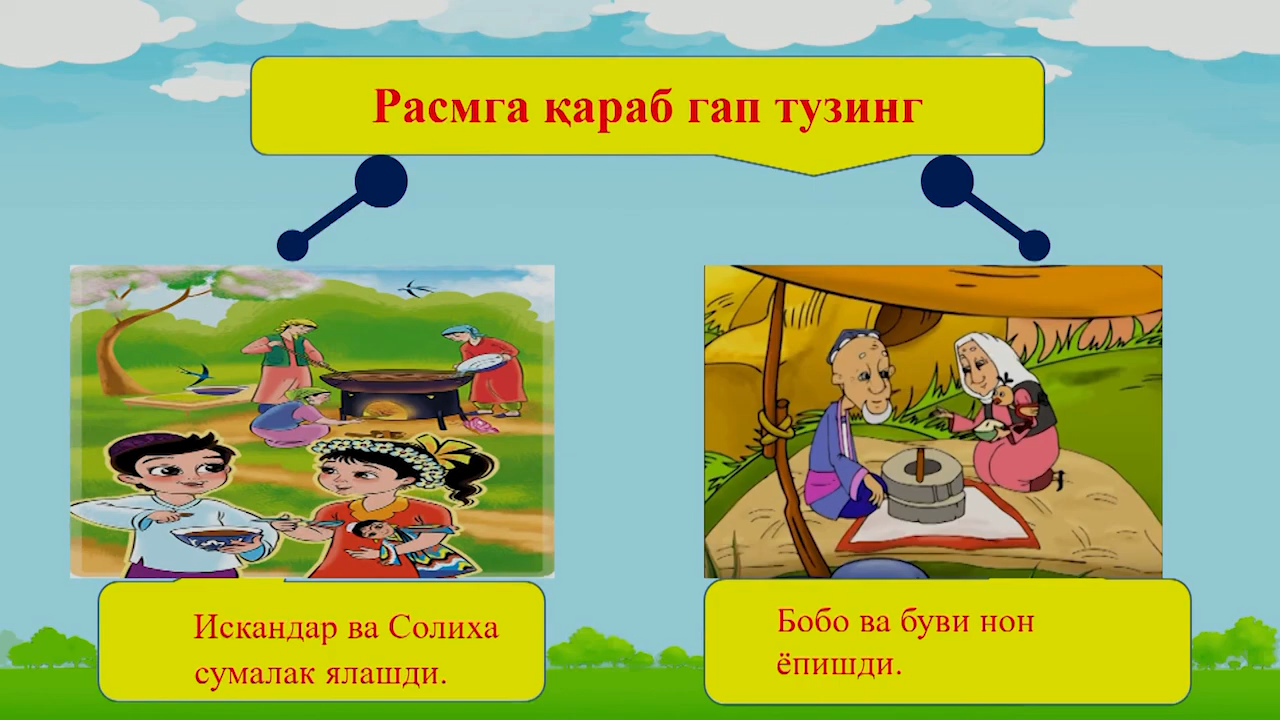 Расмга қараб гап тузинг
Искандар ва Солиха
сумалак ялашди.
Бобо ва буви нон
ёпишди.